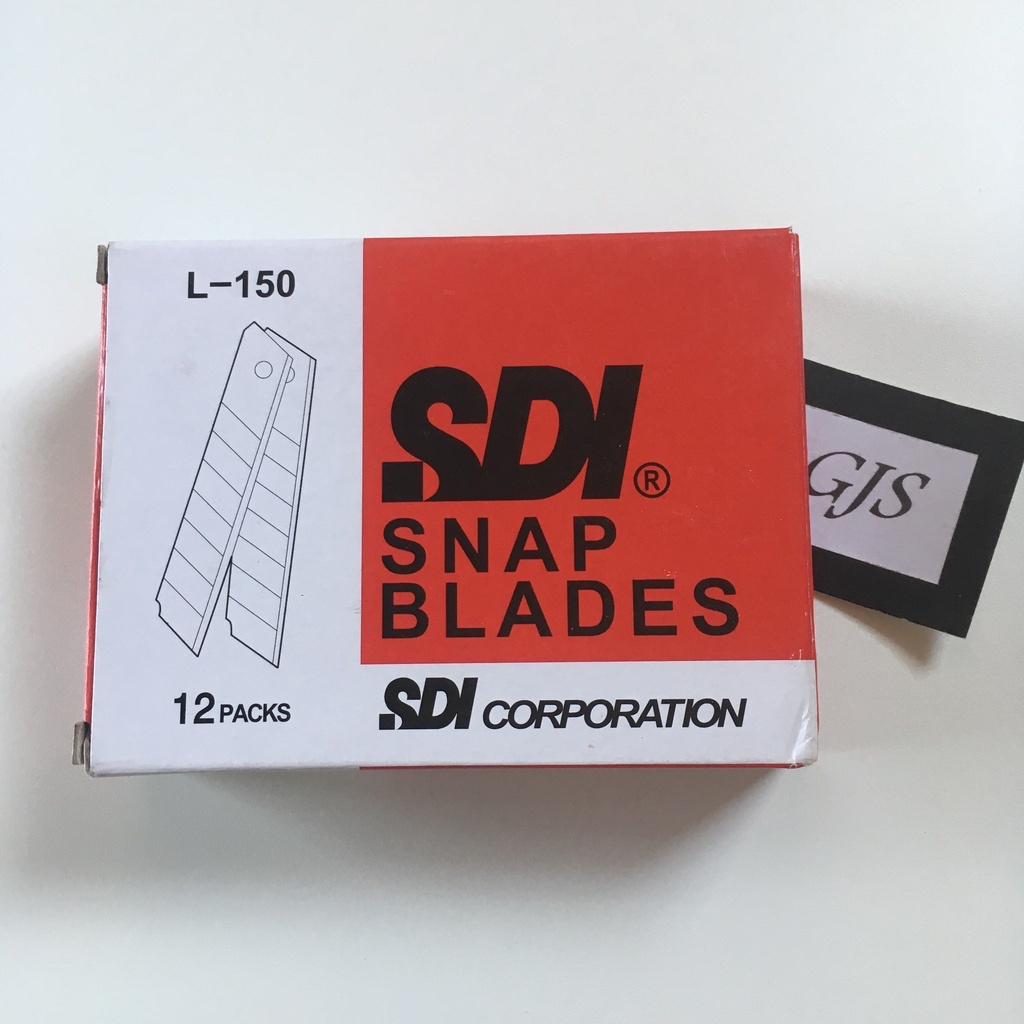 L-150
SDI®
SNAP
BLADES
12 PACKS
SDI CORPORATION
GJS